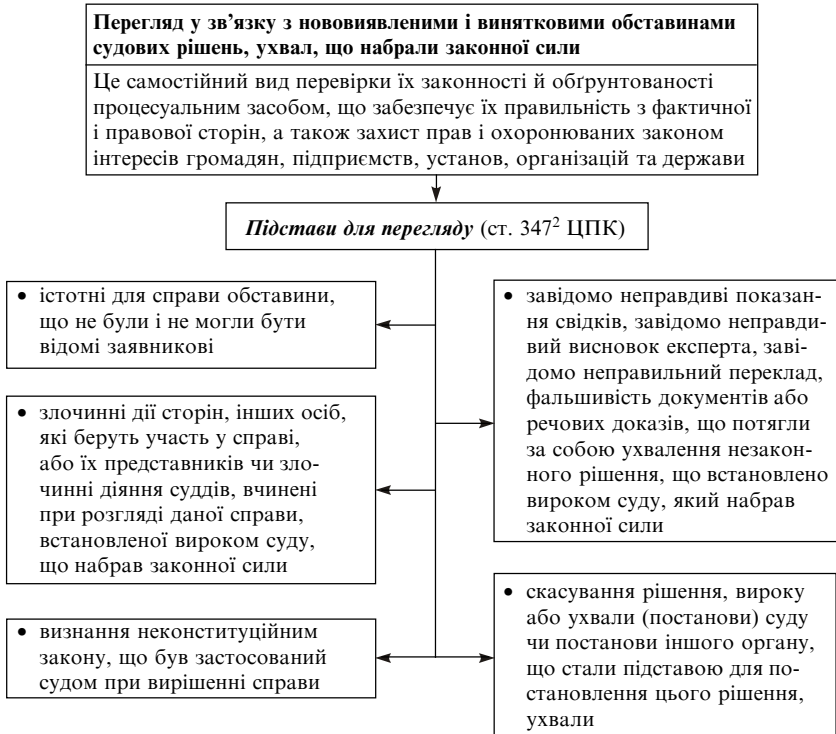 Перегляд у зв’язку з нововиявленими і винятковими обставинами
судових рішень, ухвал, що набрали законної сили
Це самостійний вид перевірки їх законності й обґрунтованості
процесуальним засобом, що забезпечує їх правильність з фактичної
і правової сторін, а також захист прав і охоронюваних законом
інтересів громадян, підприємств, установ, організацій та держави
Підстави для перегляду (ст. 347² ЦПК)
• істотні для справи обставини,
що не були і не могли бути
відомі заявникові
• злочинні дії сторін, інших осіб,
які беруть участь у справі,
або їх представників чи зло-
чинні діяння суддів, вчинені
при розгляді даної справи,
встановленої вироком суду,
що набрав законної сили
• визнання неконституційним
закону, що був застосований
судом при вирішенні справи
• завідомо неправдиві показан-
ня свідків, завідомо неправди-
вий висновок експерта, заві-
домо неправильний переклад,
фальшивість документів або
речових доказів, що потягли
за собою ухвалення незакон-
ного рішення, що встановлено
вироком суду, який набрав
законної сили
• скасування рішення, вироку
або ухвали (постанови) суду
чи постанови іншого органу,
що стали підставою для по-
становлення цього рішення,
ухвали